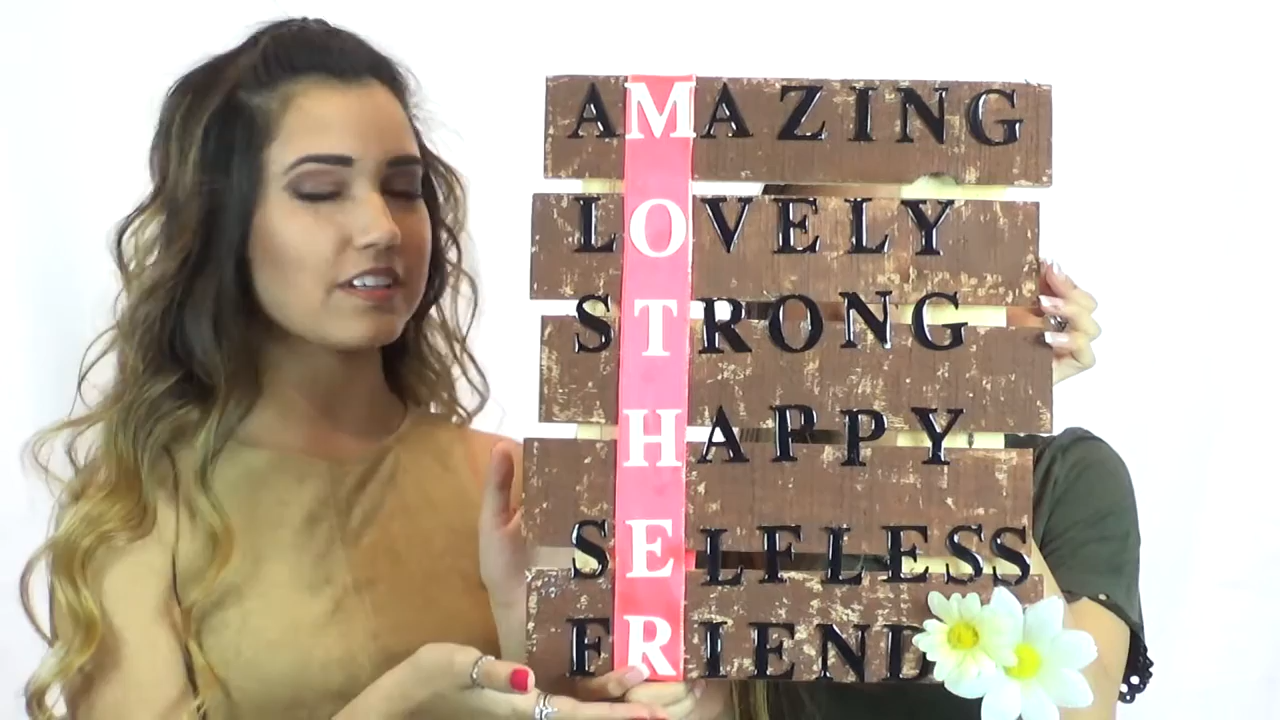 AMAZING
LOVELY
STRONG
HAPPY
SELFLESS
FRIEND